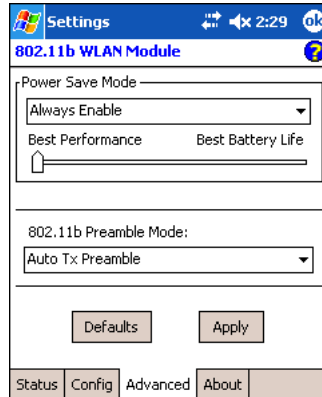 Settings 2:29 ok
802.11b WLAN Module ?
Power Save Mode
Always Enable
Best Performance Best Battery Life
802.11b Preamble Mode:
Auto Tx Preamble
Defaults Apply
Status Config Advanced About